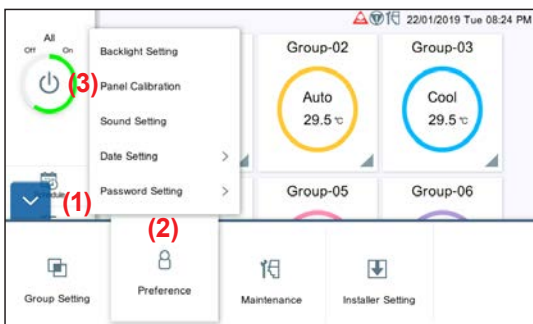 22/01/2019 Tue 08:24 PM
All
Off On
(3)
Backlight Setting
Panel Calibration
Sound Setting
Date Setting >
Password Setting >
Group-02
Auto
29.5 ℃
Group-03
Cool
29.5 ℃
Schedule
(1)
Group-05
Group-06
(2)
Group Setting
Preference
Maintenance
Installer Setting